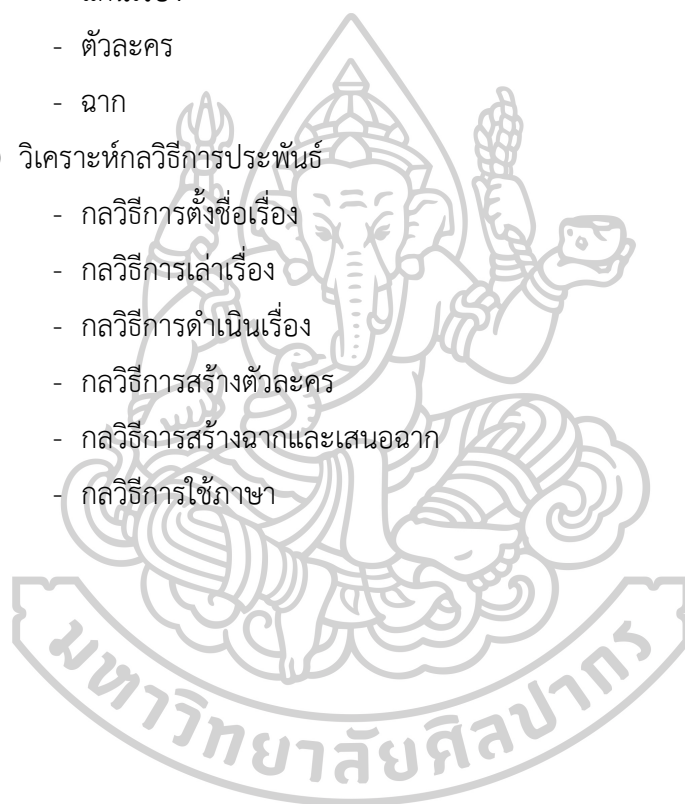 - ตัวละคร
- ฉาก
วิเคราะห์กลวิธีการประพันธ์
- กลวิธีการตั้งชื่อเรื่อง
- กลวิธีการเล่าเรื่อง
- กลวิธีการดำเนินเรื่อง
- กลวิธีการสร้างตัวละคร
- กลวิธีการสร้างฉากและเสนอฉาก
- กลวิธีการใช้ภาษา
มหาวิทยาลัยศิลปากร